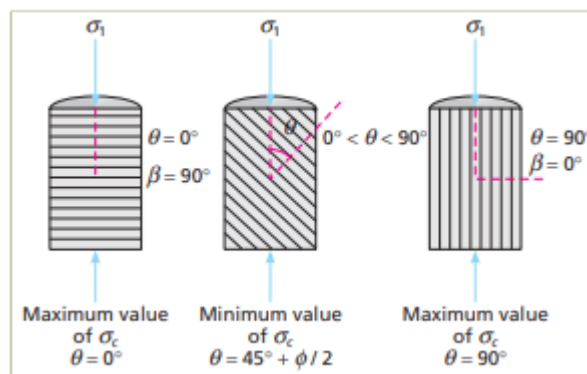 σ₁
σ₁
σ₁
θ = 0°
β = 90°
θ
0° < θ < 90°
θ = 90°
β = 0°
Maximum value
of σc
θ = 0°
Minimum value
of σc
θ = 45° + ϕ / 2
Maximum value
of σc
θ = 90°